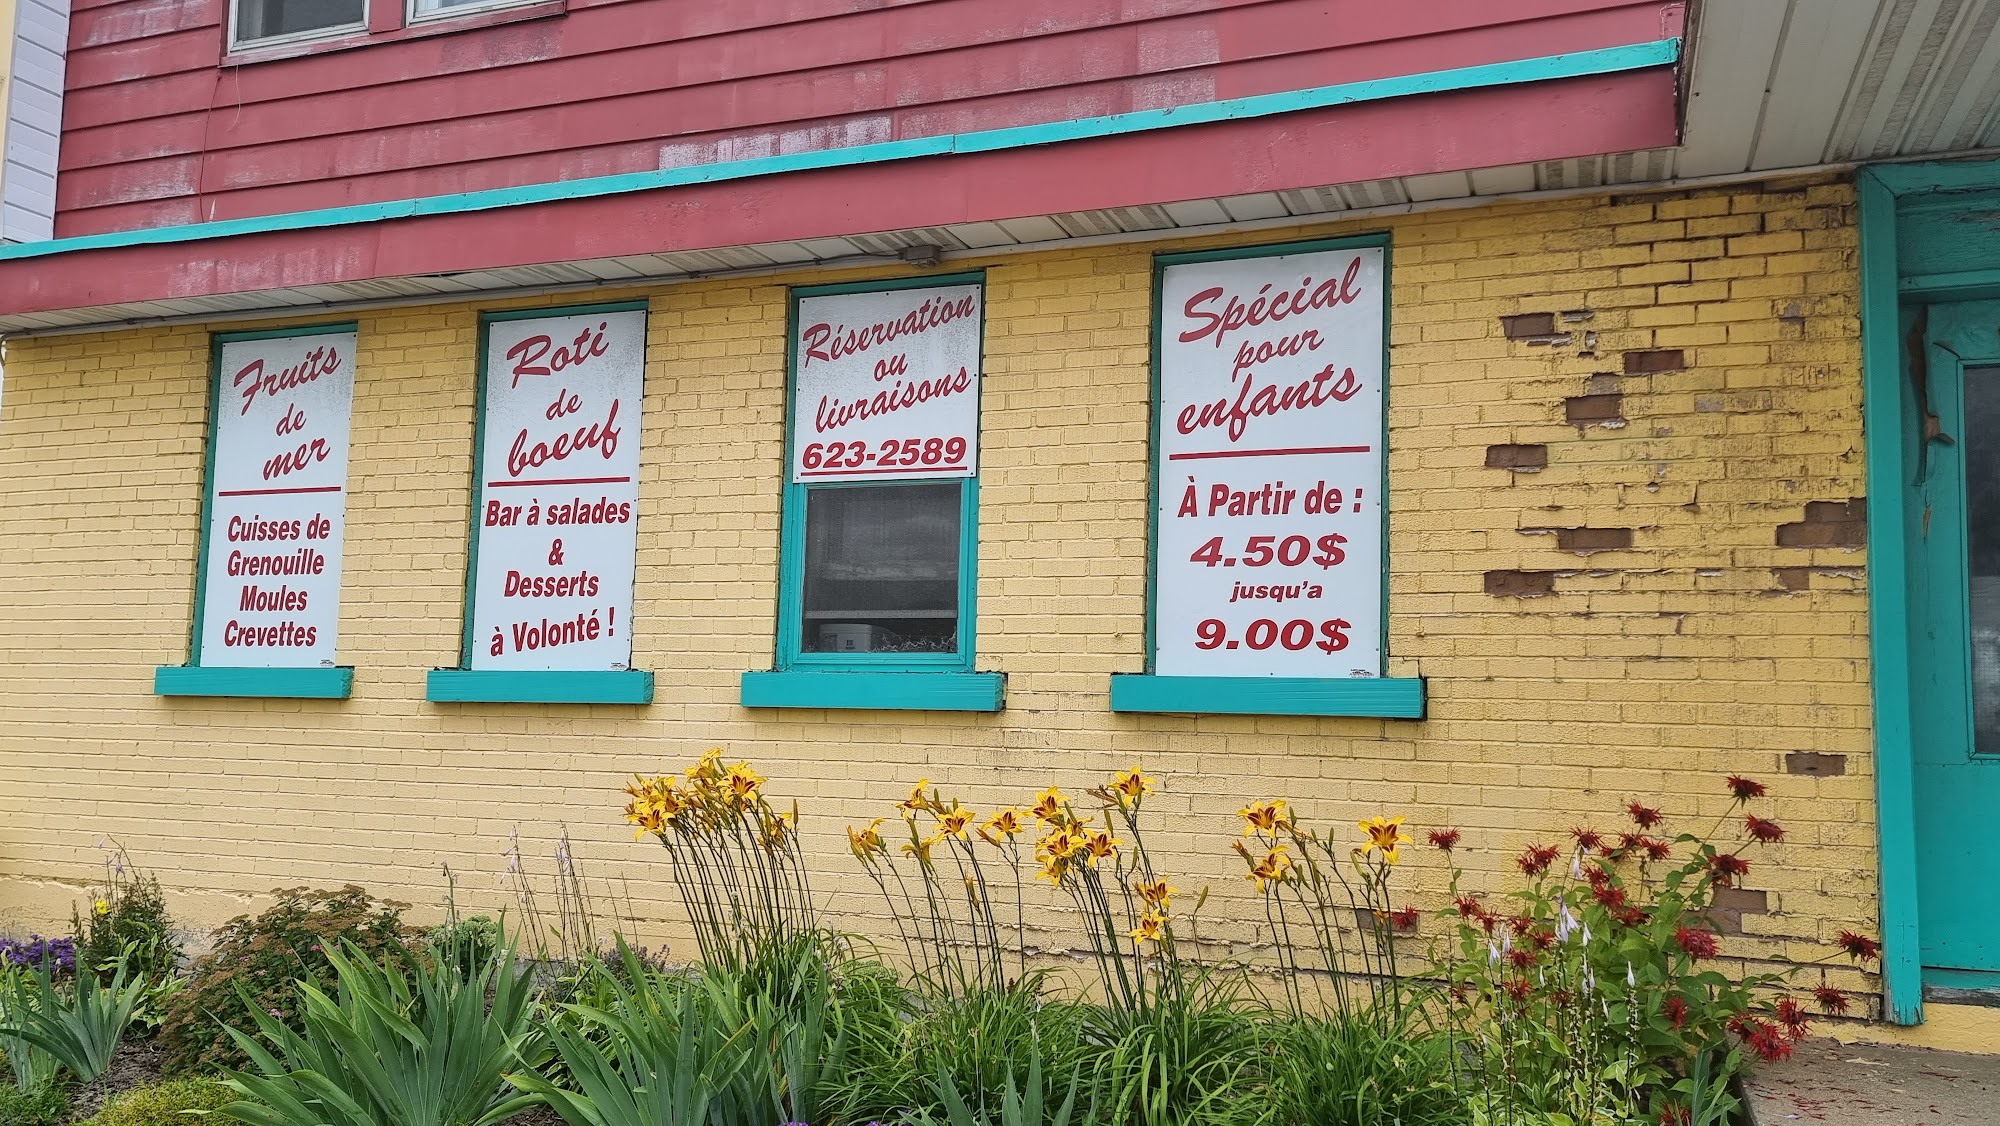 Fruits
de
mer
Cuisses de
Grenouille
Moules
Crevettes
Roti
de
boeuf
Bar à salades
&
Desserts
à Volonté !
Réservation
ou
livraisons
623-2589
Spécial
pour
enfants
À Partir de :
4.50$
jusqu'a
9.00$